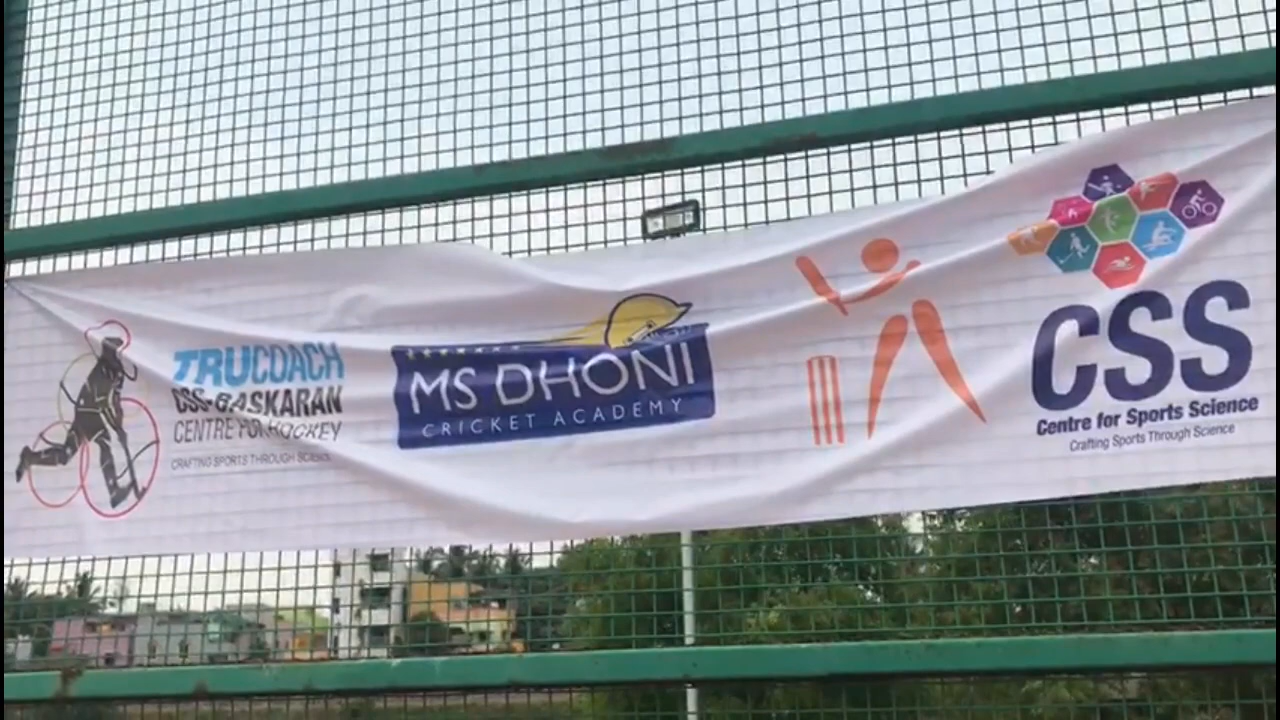 TRUCOACH
CSS-BASKARAN
CENTRE FOR HOCKEY
CRAFTING SPORTS THROUGH SCIENCE
MS DHONI
CRICKET ACADEMY
CSS
Centre for Sports Science
Crafting Sports Through Science